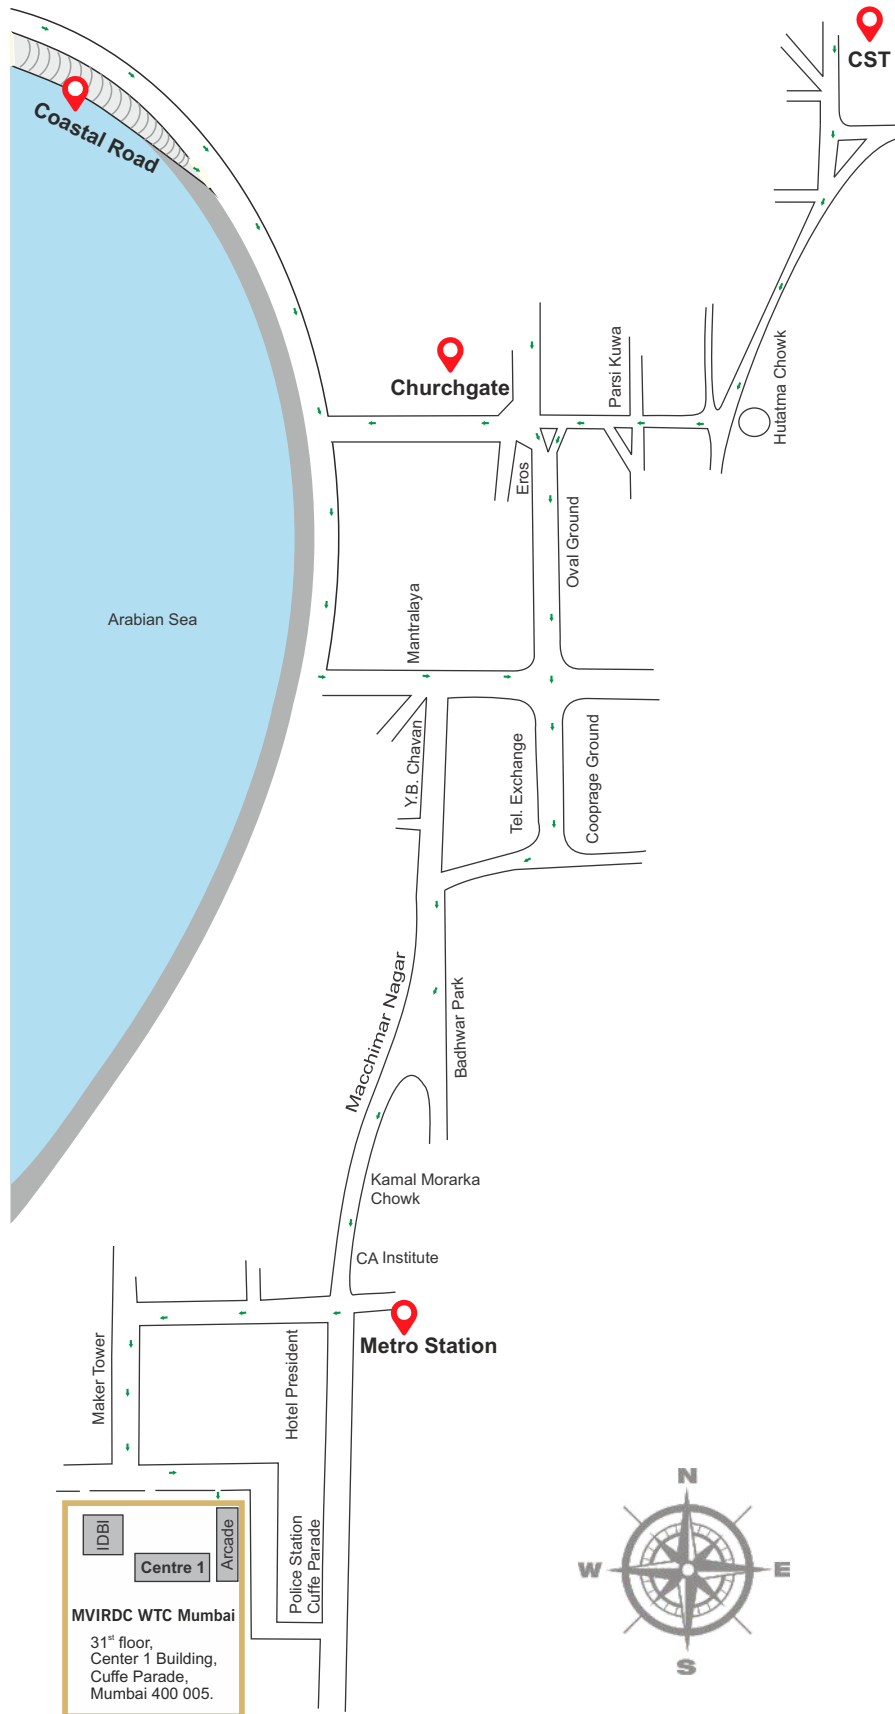 CST
Coastal Road
Churchgate
Parsi Kuwa
Hutatma Chowk
Eros
Oval Ground
Arabian Sea
Mantralaya
Y.B. Chavan
Tel. Exchange
Cooprage Ground
Macchimar Nagar
Badhwar Park
Kamal Morarka
Chowk
CA Institute
Metro Station
Maker Tower
Hotel President
Police Station
Cuffe Parade
IDBI
Centre 1
Arcade
MVIRDC WTC Mumbai
31st floor,
Center 1 Building,
Cuffe Parade,
Mumbai 400 005.
N
W
E
S